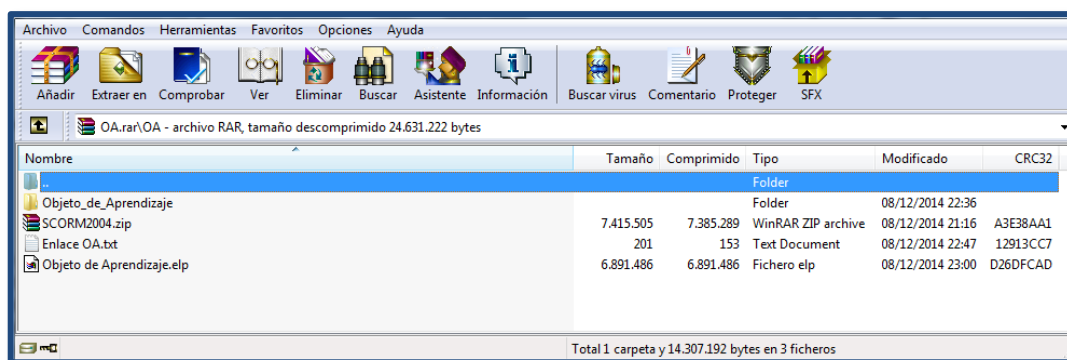 Archivo Comandos Herramientas Favoritos Opciones Ayuda
Añadir Extraer en Comprobar Ver Eliminar Buscar Asistente Información Buscar virus Comentario Proteger SFX
OA.rar\OA - archivo RAR, tamaño descomprimido 24.631.222 bytes
Nombre Tamaño Comprimido Tipo Modificado CRC32
.. Folder
Objeto_de_Aprendizaje Folder 08/12/2014 22:36
SCORM2004.zip 7.415.505 7.385.289 WinRAR ZIP archive 08/12/2014 21:16 A3E38AA1
Enlace OA.txt 201 153 Text Document 08/12/2014 22:47 12913CC7
Objeto de Aprendizaje.elp 6.891.486 6.891.486 Fichero elp 08/12/2014 23:00 D26DFCAD
Total 1 carpeta y 14.307.192 bytes en 3 ficheros